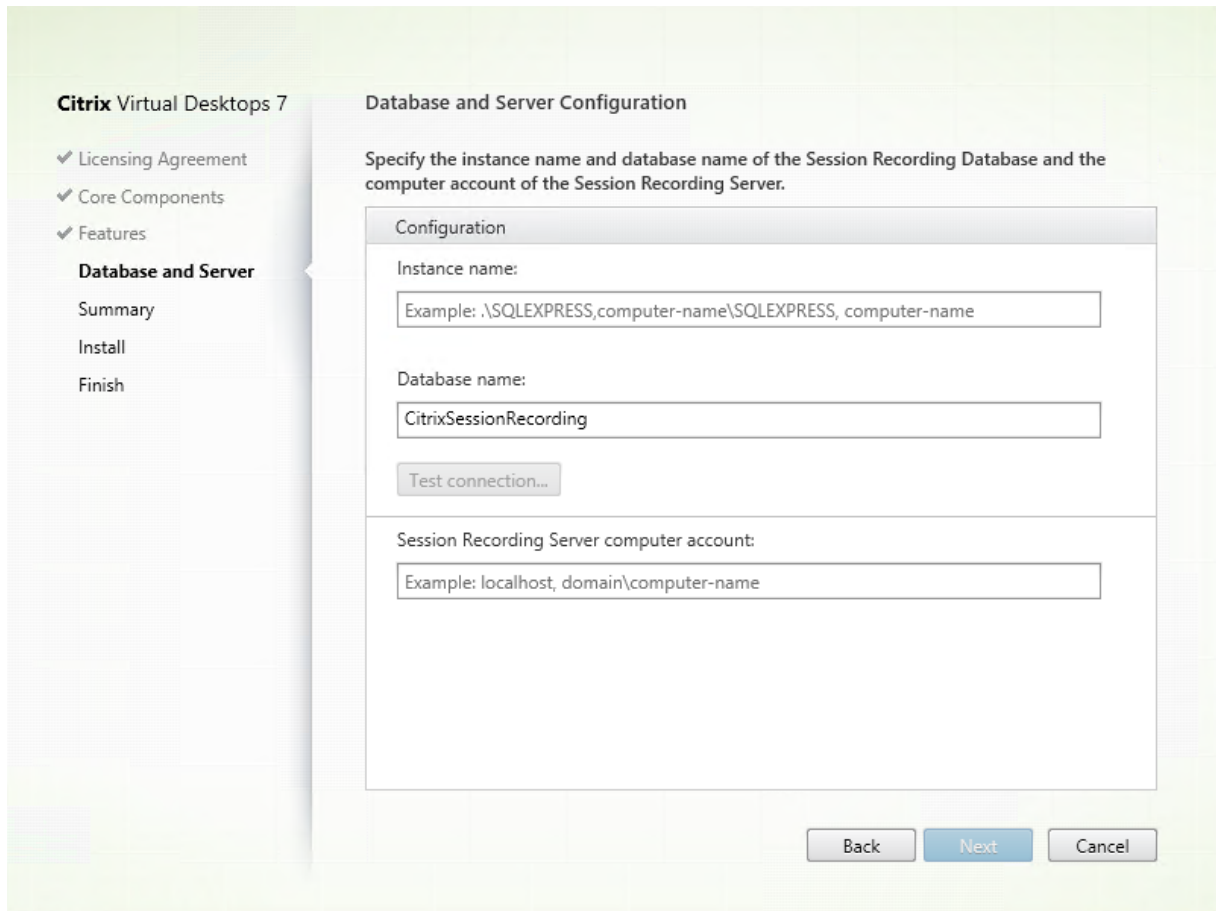 Citrix Virtual Desktops 7
Licensing Agreement
Core Components
Features
Database and Server
Summary
Install
Finish
Database and Server Configuration
Specify the instance name and database name of the Session Recording Database and the
computer account of the Session Recording Server.
Configuration
Instance name:
Example: .\SQLEXPRESS,computer-name\SQLEXPRESS, computer-name
Database name:
CitrixSessionRecording
Test connection...
Session Recording Server computer account:
Example: localhost, domain\computer-name
Back
Next
Cancel